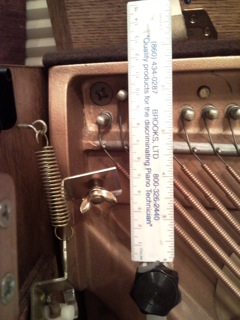 (860) 434-0287 BROOKS, LTD 800-326-2440
"Quality products for the discriminating Piano Technician"